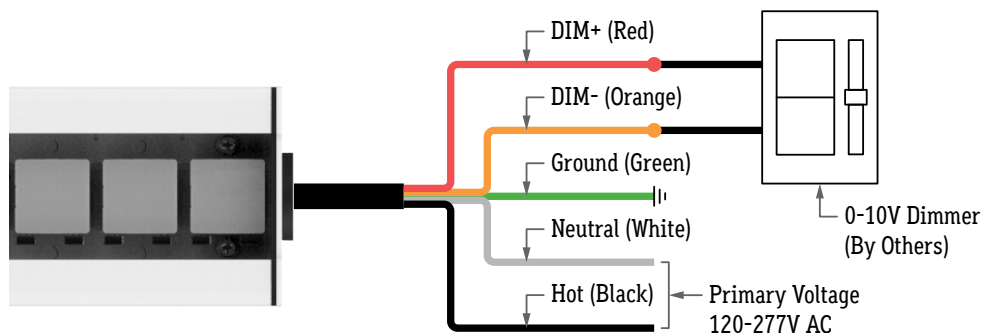 DIM+ (Red)
DIM- (Orange)
Ground (Green)
Neutral (White)
Hot (Black)
0-10V Dimmer
(By Others)
Primary Voltage
120-277V AC